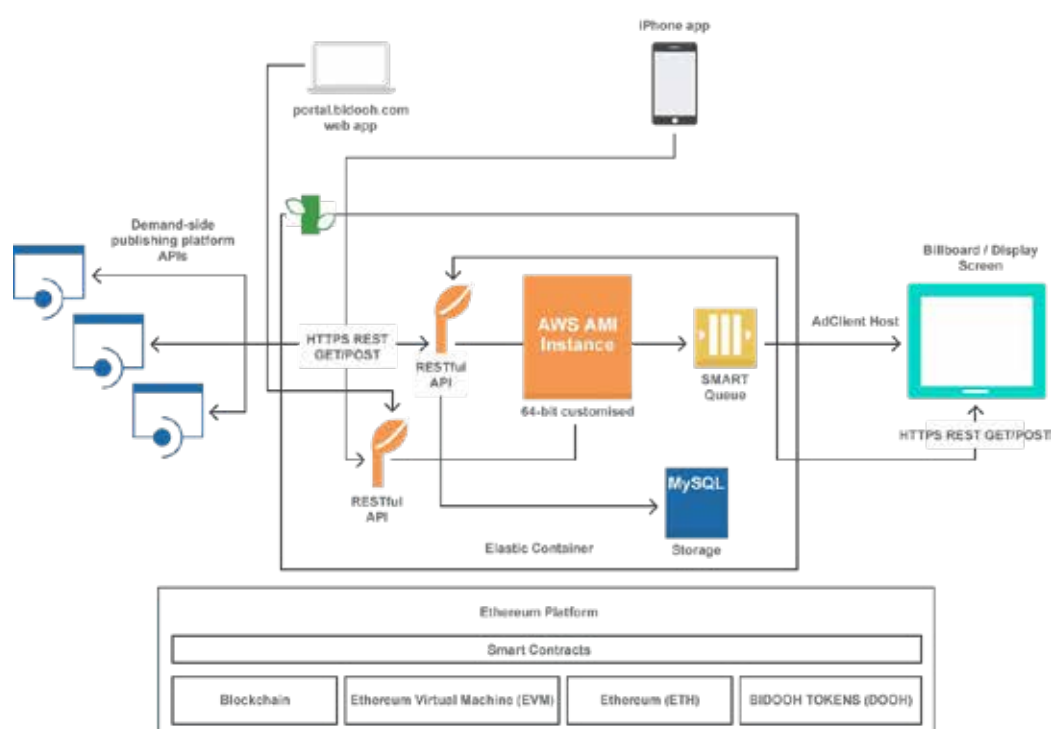 iPhone app
portal.bidooh.com
web app
Demand-side
publishing platform
APIs
Billboard / Display
Screen
HTTPS REST
GET/POST
RESTful
API
AWS AMI
Instance
64-bit customised
SMART
Queue
AdClient Host
HTTPS REST GET/POST/
RESTful
API
MySQL
Storage
Elastic Container
Ethereum Platform
Smart Contracts
Blockchain
Ethereum Virtual Machine (EVM)
Ethereum (ETH)
BIDOOH TOKENS (DOOH)